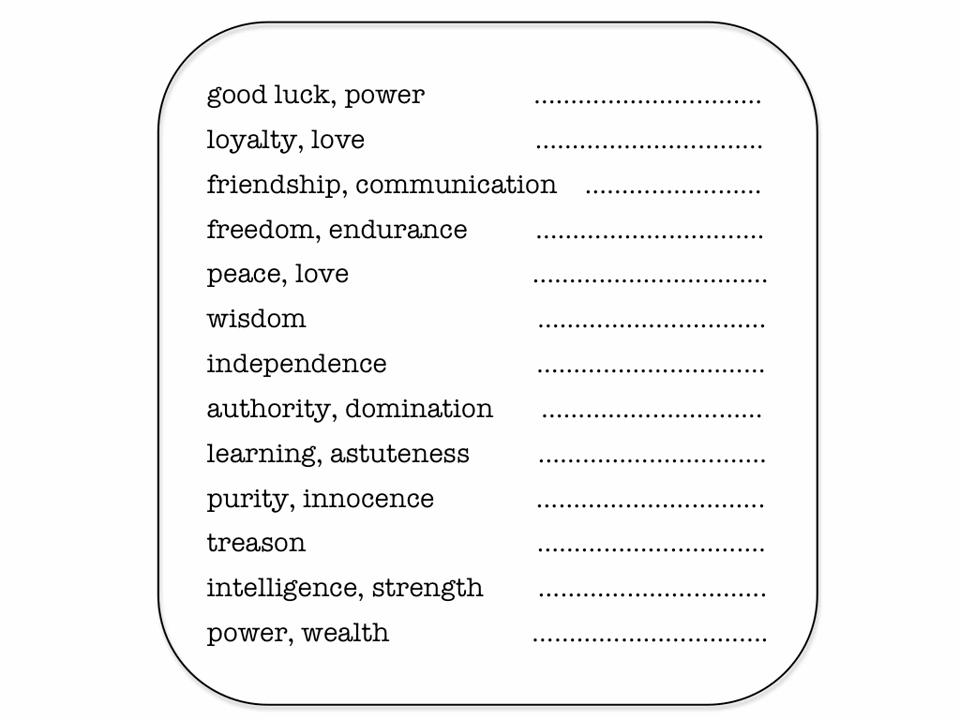 good luck, power ...............................
loyalty, love ...............................
friendship, communication ........................
freedom, endurance ...............................
peace, love ................................
wisdom ...............................
independence ...............................
authority, domination ..............................
learning, astuteness ...............................
purity, innocence ...............................
treason ...............................
intelligence, strength ...............................
power, wealth ................................